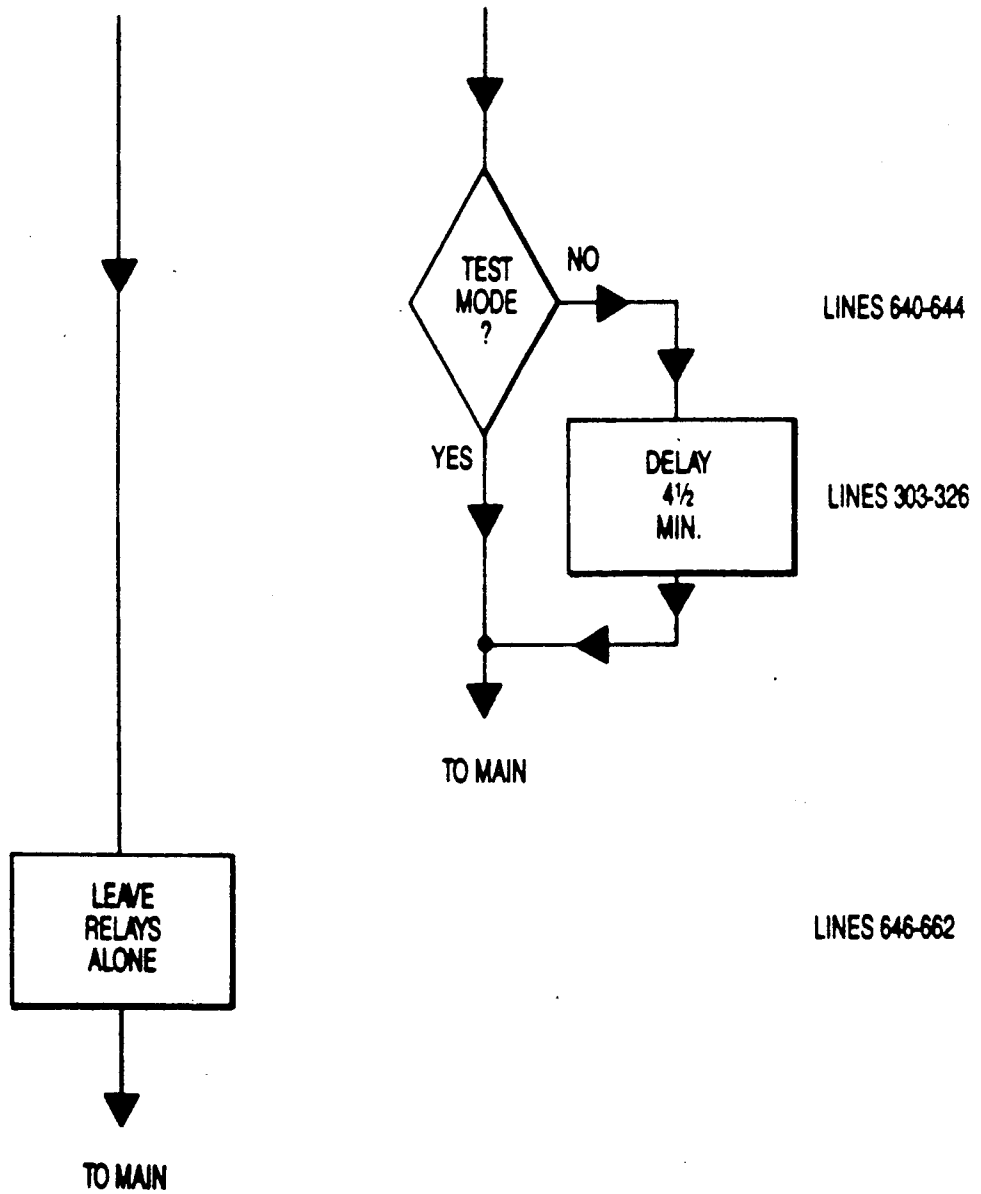 TEST
MODE
?
NO
LINES 640-644
YES
DELAY
4½
MIN.
LINES 303-326
TO MAIN
LEAVE
RELAYS
ALONE
LINES 646-662
TO MAIN